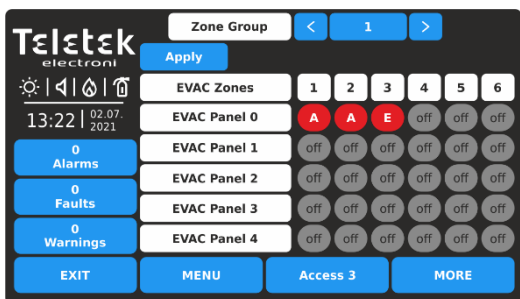 Teletek
electroni
Zone Group < 1 >
Apply
EVAC Zones 1 2 3 4 5 6
13:22 02.07.2021
EVAC Panel 0 A A E off off off
EVAC Panel 1 off off off off off off
0
Alarms
EVAC Panel 2 off off off off off off
0
Faults
EVAC Panel 3 off off off off off off
0
Warnings
EVAC Panel 4 off off off off off off
EXIT MENU Access 3 MORE